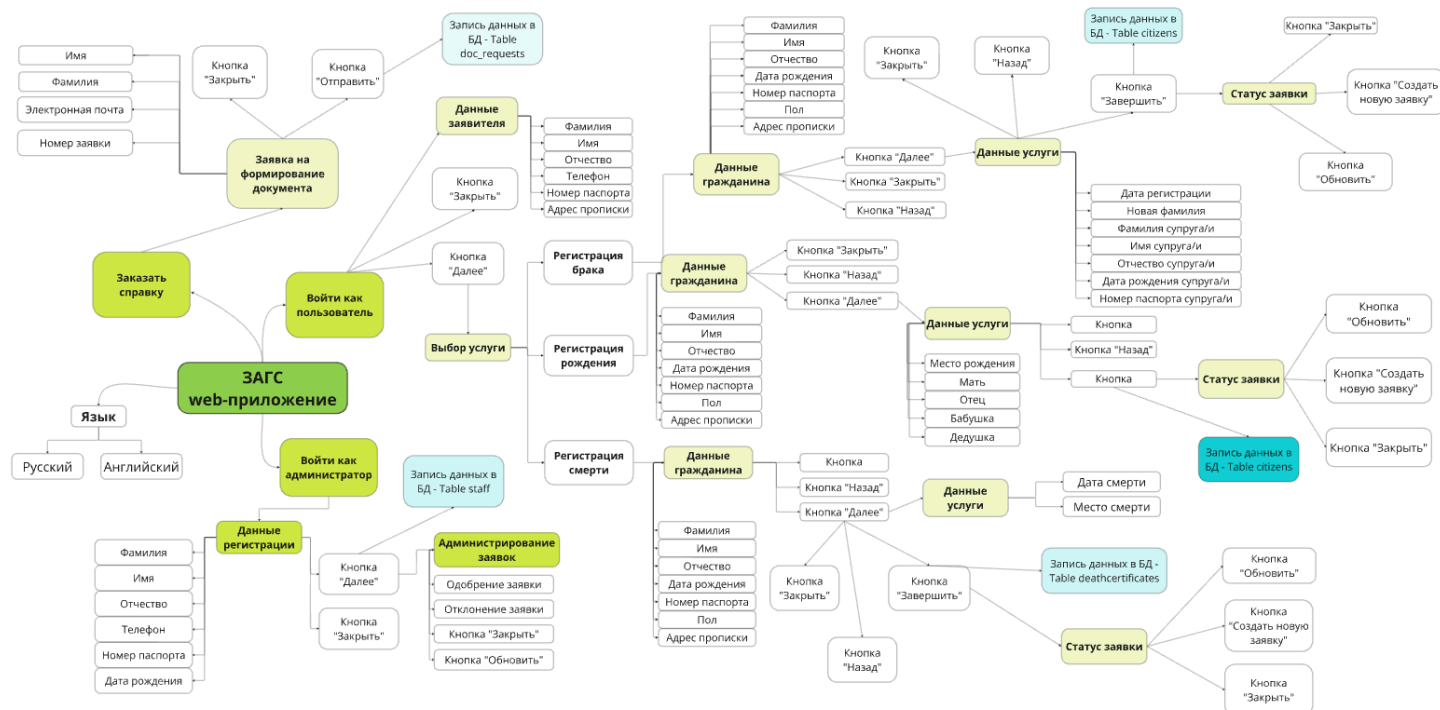 Имя
Фамилия
Электронная почта
Номер заявки
Кнопка
"Закрыть"
Кнопка
"Отправить"
Запись данных в
БД - Table
doc_requests
Заявка на
формирование
документа
Заказать
справку
Войти как
пользователь
Данные
заявителя
Фамилия
Имя
Отчество
Телефон
Номер паспорта
Адрес прописки
Кнопка
"Закрыть"
Кнопка
"Далее"
Выбор услуги
ЗАГС
web-приложение
Язык
Русский
Английский
Войти как
администратор
Данные
регистрации
Фамилия
Имя
Отчество
Телефон
Номер паспорта
Дата рождения
Кнопка
"Далее"
Кнопка
"Закрыть"
Запись данных в
БД - Table staff
Администрирование
заявок
Одобрение заявки
Отклонение заявки
Кнопка "Закрыть"
Кнопка "Обновить"
Регистрация
брака
Регистрация
рождения
Регистрация
смерти
Фамилия
Имя
Отчество
Дата рождения
Номер паспорта
Пол
Адрес прописки
Данные
гражданина
Кнопка "Далее"
Кнопка "Закрыть"
Кнопка "Назад"
Кнопка
"Закрыть"
Кнопка
"Назад"
Запись данных в
БД - Table citizens
Кнопка
"Завершить"
Данные услуги
Дата регистрации
Новая фамилия
Фамилия супруга/и
Имя супруга/и
Отчество супруга/и
Дата рождения супруга/и
Номер паспорта супруга/и
Статус заявки
Кнопка "Закрыть"
Кнопка "Создать
новую заявку"
Кнопка
"Обновить"
Данные
гражданина
Кнопка "Закрыть"
Кнопка "Назад"
Кнопка "Далее"
Фамилия
Имя
Отчество
Дата рождения
Номер паспорта
Пол
Адрес прописки
Данные услуги
Место рождения
Мать
Отец
Бабушка
Дедушка
Кнопка
Кнопка "Назад"
Кнопка
Статус заявки
Запись данных в
БД - Table citizens
Кнопка
"Обновить"
Кнопка "Создать
новую заявку"
Кнопка "Закрыть"
Данные
гражданина
Кнопка
Кнопка "Назад"
Кнопка "Далее"
Фамилия
Имя
Отчество
Дата рождения
Номер паспорта
Пол
Адрес прописки
Данные
услуги
Дата смерти
Место смерти
Кнопка
"Закрыть"
Кнопка
"Назад"
Кнопка
"Завершить"
Запись данных в БД -
Table deathcertificates
Статус заявки
Кнопка
"Обновить"
Кнопка
"Создать новую
заявку"
Кнопка
"Закрыть"